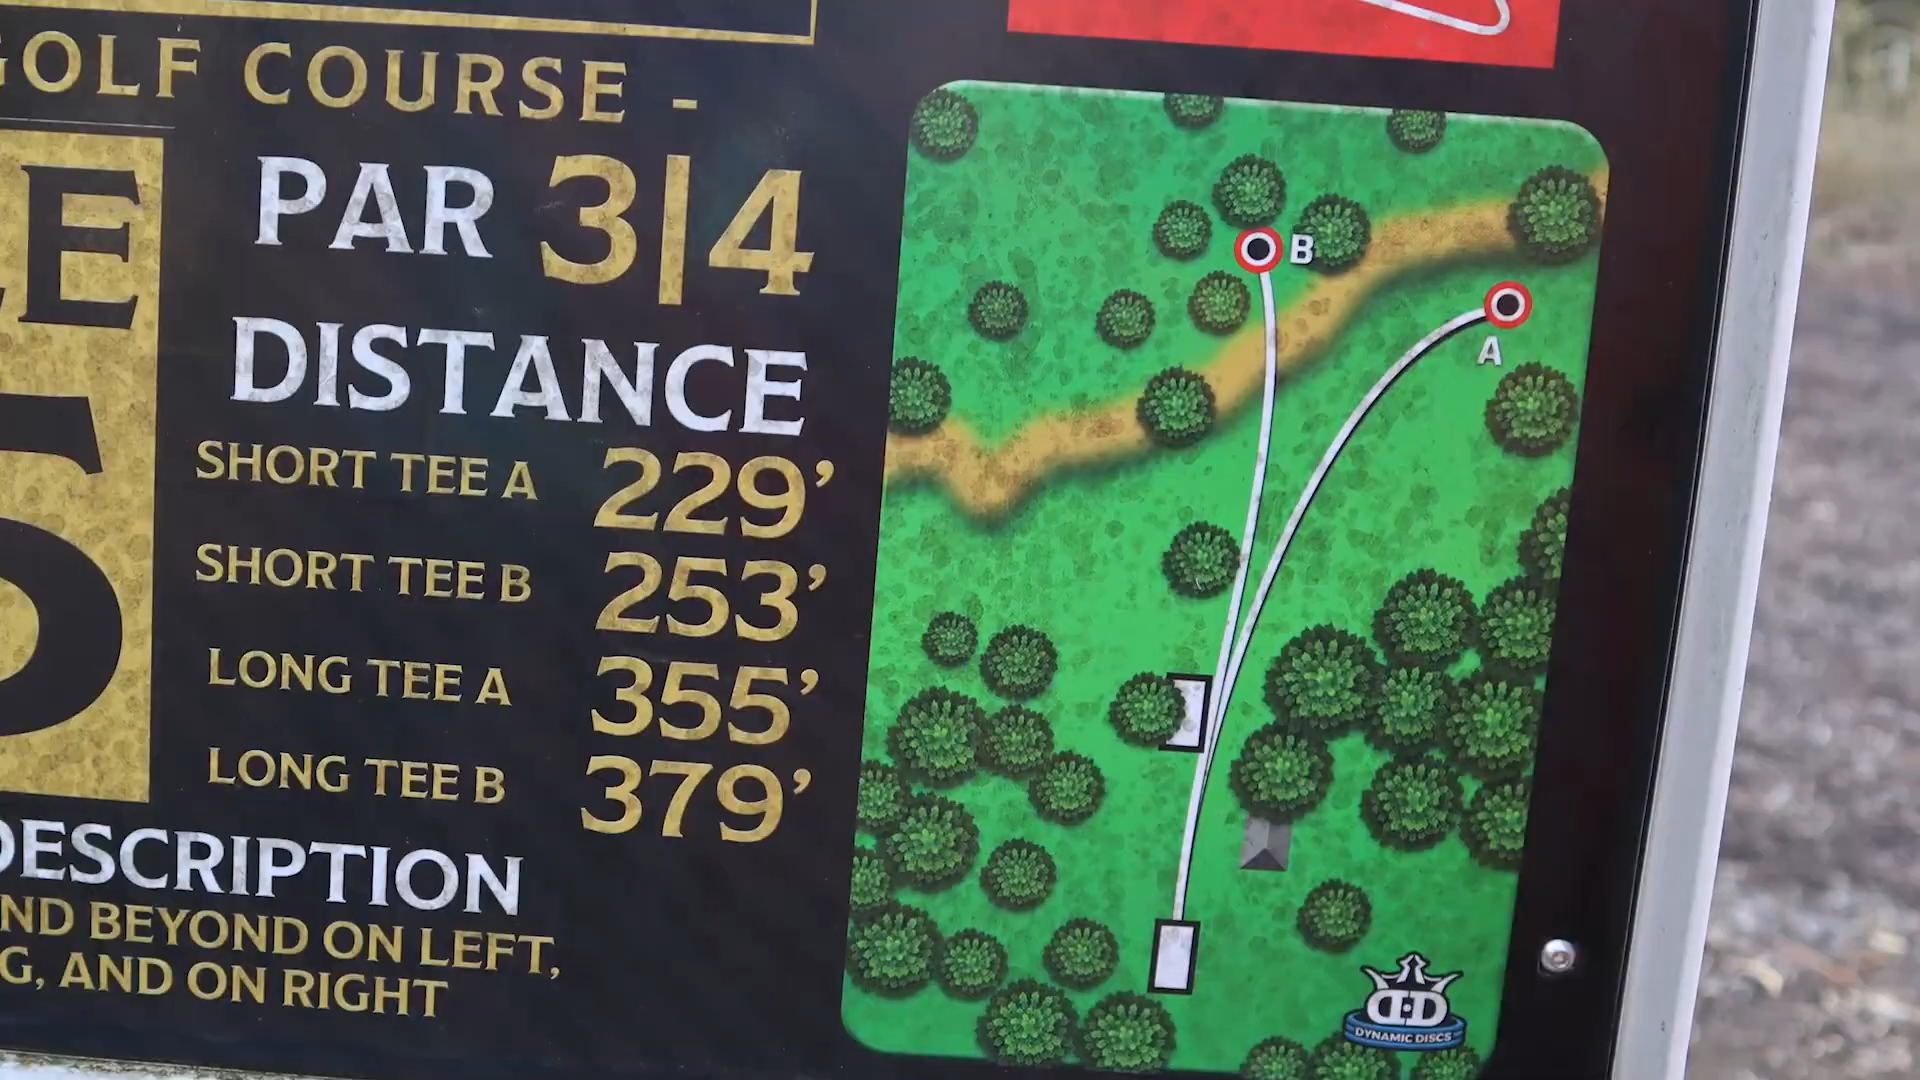 GOLF COURSE -
PAR 3|4
DISTANCE
SHORT TEE A 229’
SHORT TEE B 253’
LONG TEE A 355’
LONG TEE B 379’
DESCRIPTION
BEYOND ON LEFT,
AND ON RIGHT
B
A
DD
DYNAMIC DISCS